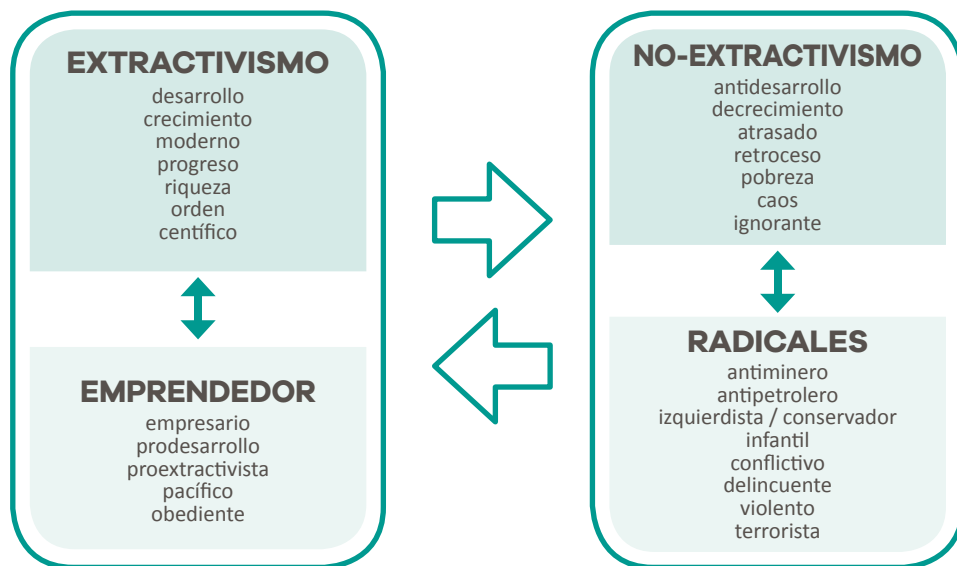 EXTRACTIVISMO
desarrollo
crecimiento
moderno
progreso
riqueza
orden
centífico
EMPRENDEDOR
empresario
prodesarrollo
proextractivista
pacífico
obediente
NO-EXTRACTIVISMO
antidesarrollo
decrecimiento
atrasado
retroceso
pobreza
caos
ignorante
RADICALES
antiminero
antipetrolero
izquierdista / conservador
infantil
conflictivo
delincuente
violento
terrorista